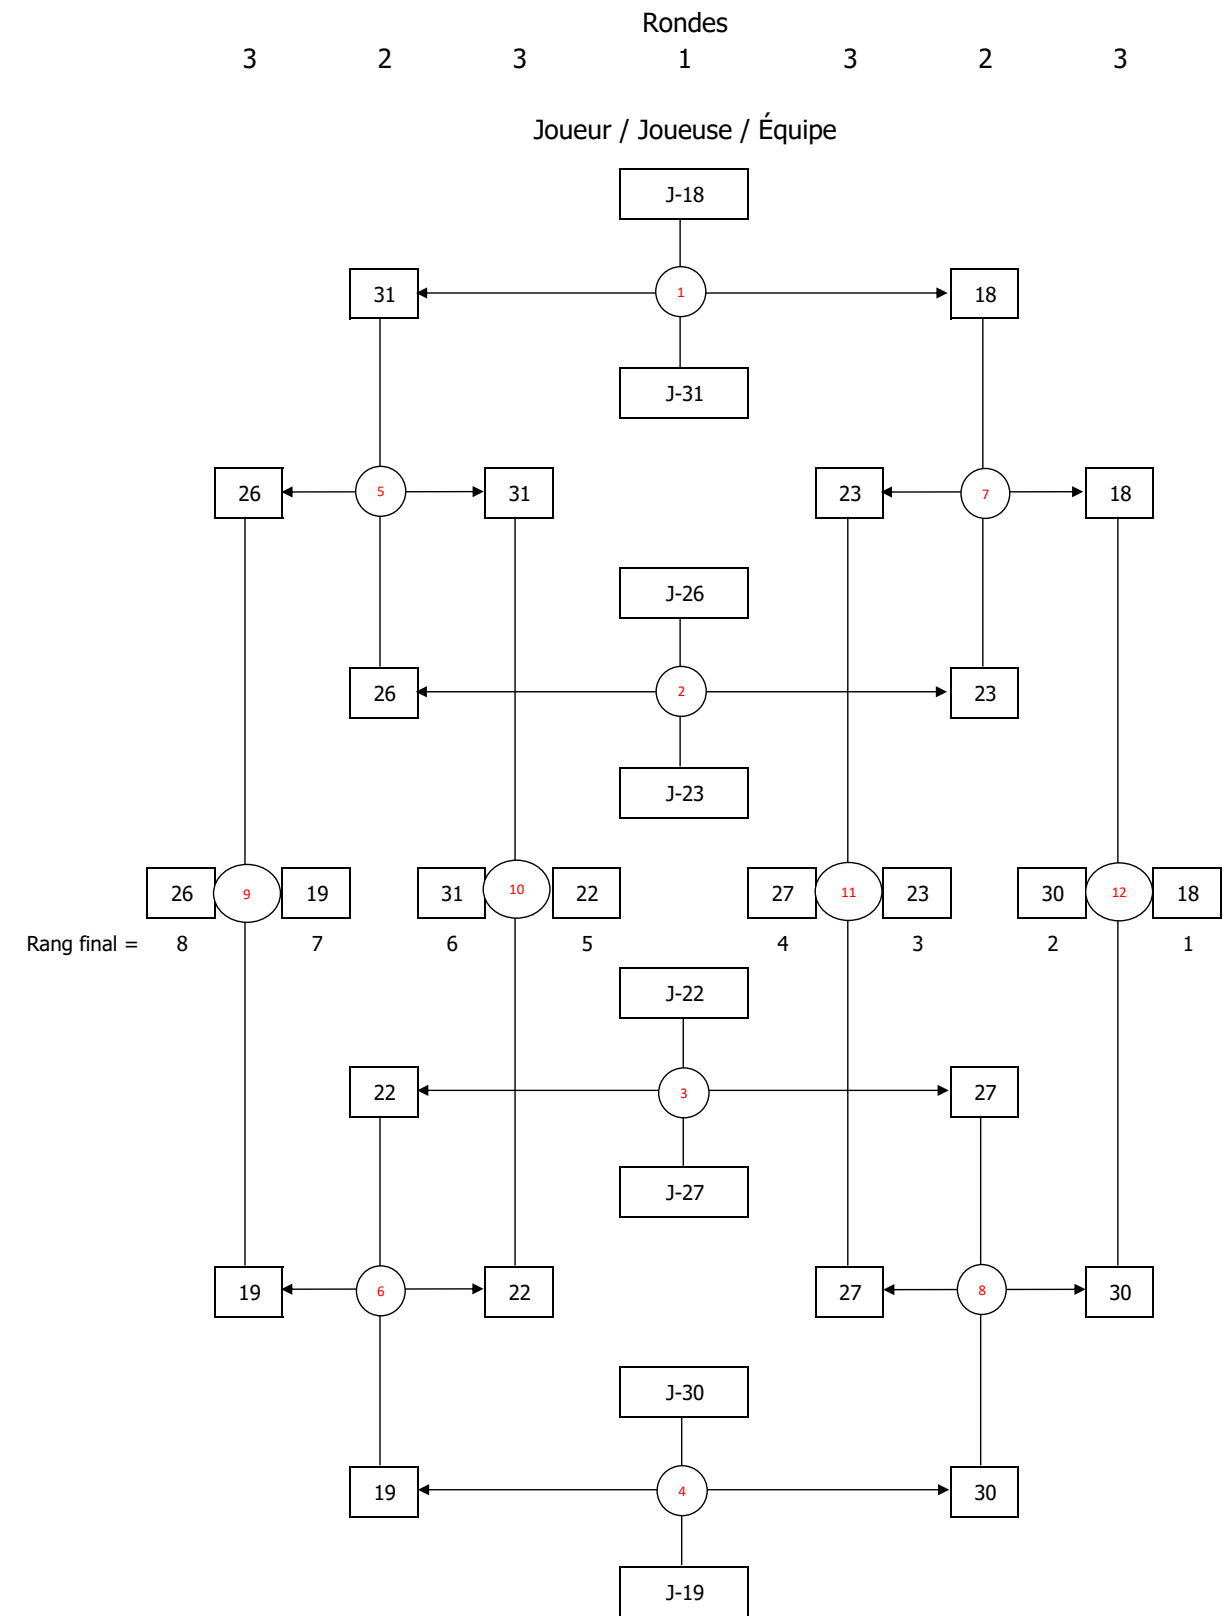 Rondes
3 2 3 1 3 2 3
Joueur / Joueuse / Équipe
J-18
31 1 18
J-31
26 5 31 23 7 18
J-26
26 2 23
J-23
26 9 19 31 10 22 27 11 23 30 12 18
Rang final = 8 7 6 5 4 3 2 1
J-22
22 3 27
J-27
19 6 22 27 8 30
J-30
19 4 30
J-19